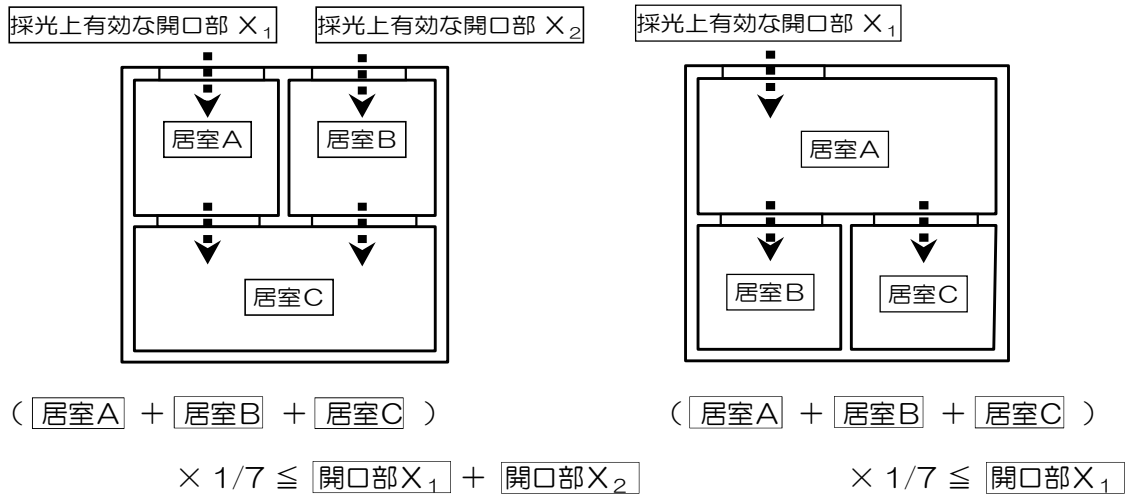 採光上有効な開口部 X₁
採光上有効な開口部 X₂
居室A
居室B
居室C
( 居室A + 居室B + 居室C )
× 1/7 ≦ 開口部X₁ + 開口部X₂
採光上有効な開口部 X₁
居室A
居室B
居室C
( 居室A + 居室B + 居室C )
× 1/7 ≦ 開口部X₁